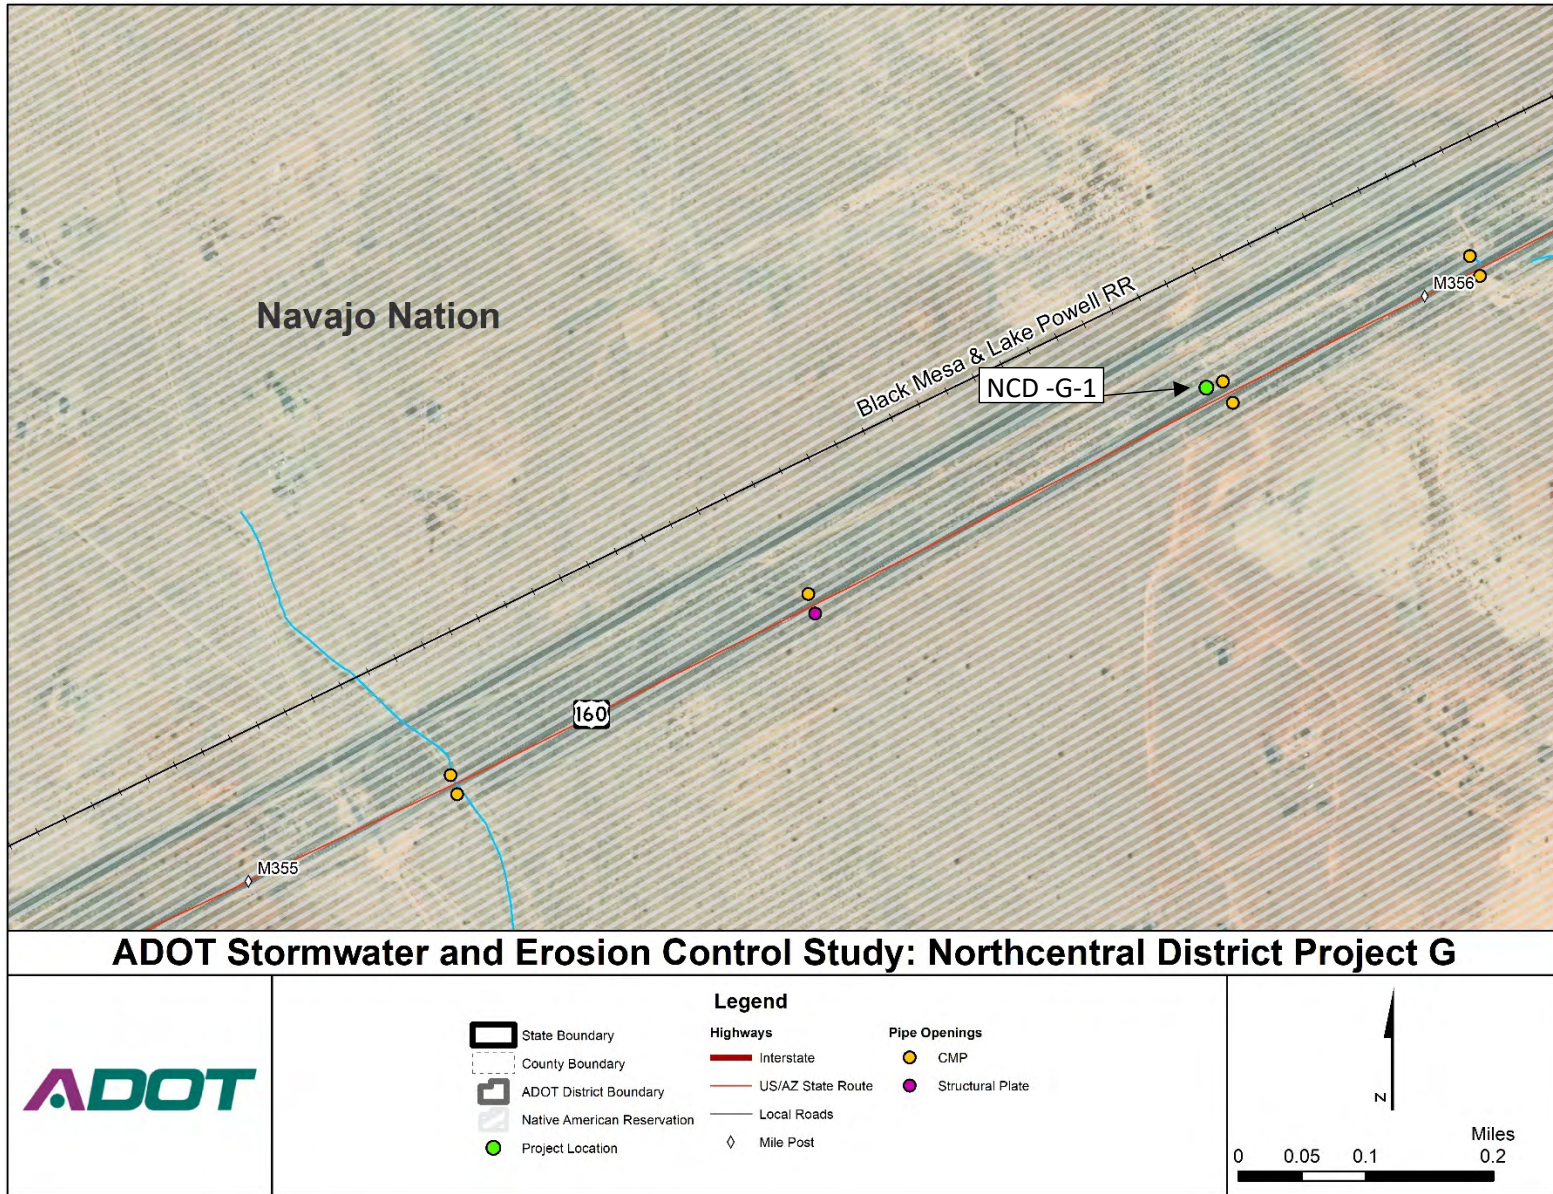 Navajo Nation
Black Mesa & Lake Powell RR
M356
NCD -G-1
160
M355
ADOT Stormwater and Erosion Control Study: Northcentral District Project G
ADOT
Legend
State Boundary
County Boundary
ADOT District Boundary
Native American Reservation
Project Location
Highways
Interstate
US/AZ State Route
Local Roads
Mile Post
Pipe Openings
CMP
Structural Plate
N
Miles
0 0.05 0.1 0.2